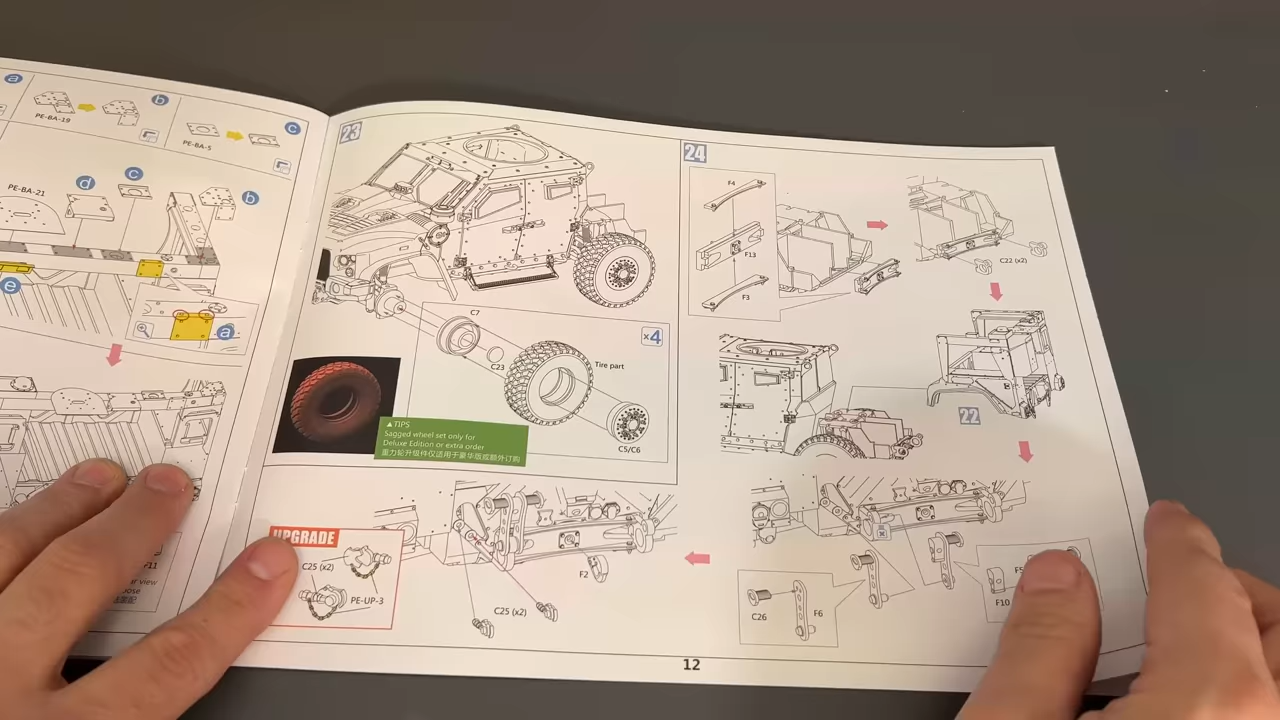 a
PE-BA-19
b
PE-BA-5
c
PE-BA-21
d
c
b
e
a
F11
23
C7
x4
C23
Tire part
C5/C6
▲TIPS
Sagged wheel set only for
Deluxe Edition or extra order
重力轮升级件仅适用于豪华版或额外订购
UPGRADE
C25 (x2)
PE-UP-3
C25 (x2)
F2
24
F4
F13
F3
C22 (x2)
22
C26
F6
F10
12